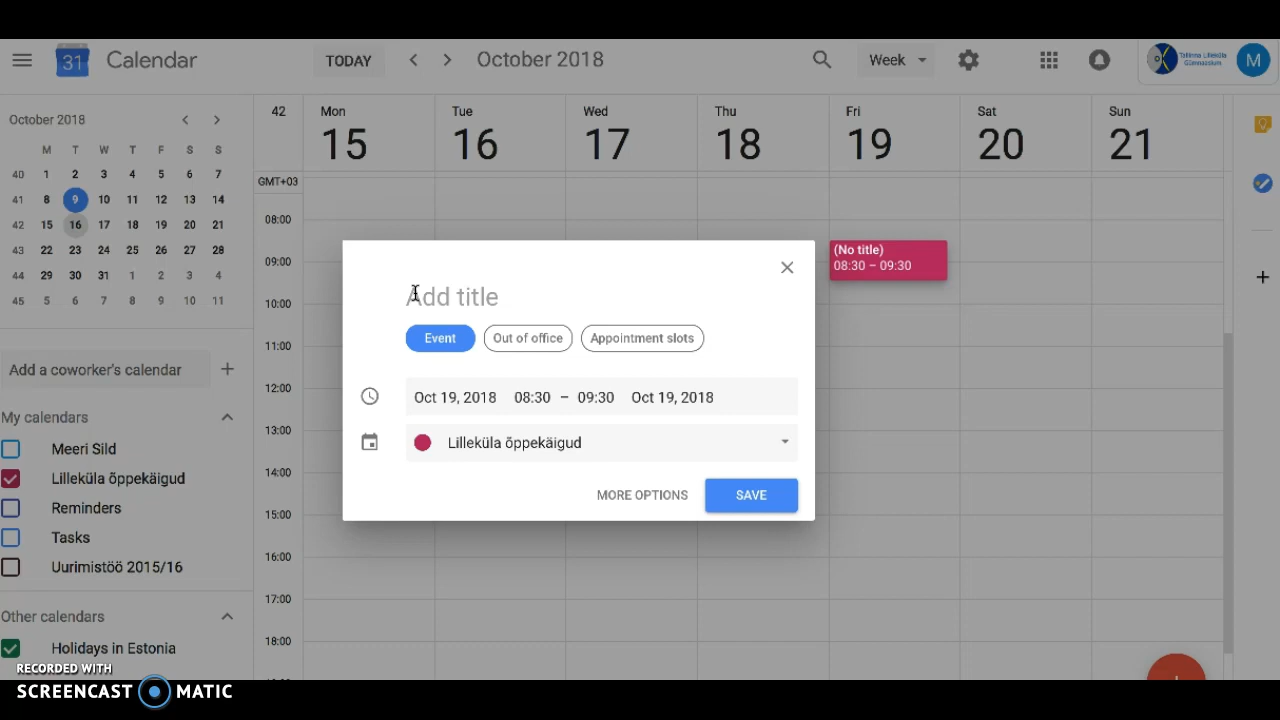 31 Calendar TODAY October 2018 Week Tallinna Lilleküla Gümnaasium M
October 2018
M T W T F S S
40 1 2 3 4 5 6 7
41 8 9 10 11 12 13 14
42 15 16 17 18 19 20 21
43 22 23 24 25 26 27 28
44 29 30 31 1 2 3 4
45 5 6 7 8 9 10 11
Add a coworker's calendar
My calendars
Meeri Sild
Lilleküla õppekäigud
Reminders
Tasks
Uurimistöö 2015/16
Other calendars
Holidays in Estonia
42 Mon Tue Wed Thu Fri Sat Sun
15 16 17 18 19 20 21
GMT+03
08:00
09:00
10:00
11:00
12:00
13:00
14:00
15:00
16:00
17:00
18:00
(No title)
08:30 – 09:30
Add title
Event Out of office Appointment slots
Oct 19, 2018 08:30 – 09:30 Oct 19, 2018
Lilleküla õppekäigud
MORE OPTIONS SAVE
RECORDED WITH
SCREENCAST MATIC